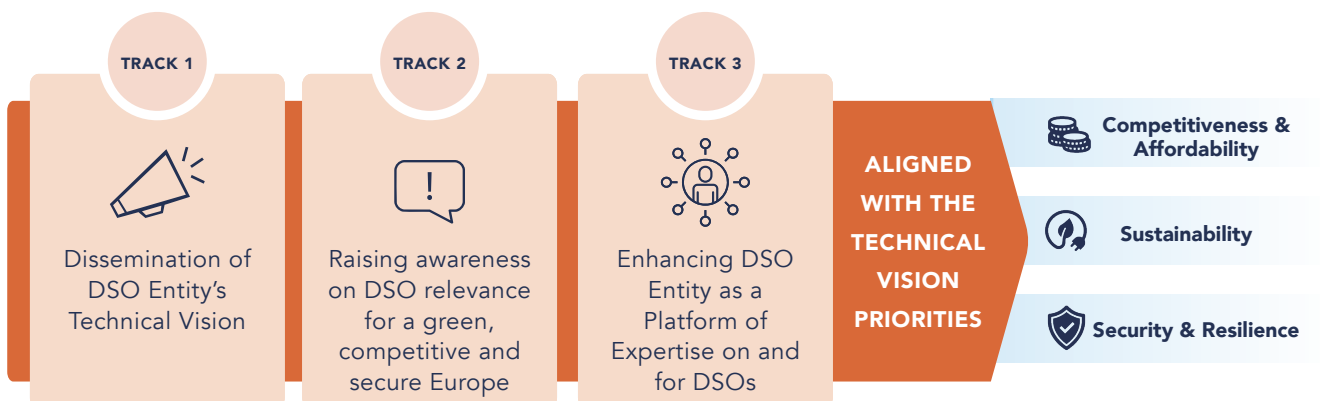 TRACK 1
Dissemination of
DSO Entity's
Technical Vision
TRACK 2
!
Raising awareness
on DSO relevance
for a green,
competitive and
secure Europe
TRACK 3
Enhancing DSO
Entity as a
Platform of
Expertise on and
for DSOs
ALIGNED
WITH THE
TECHNICAL
VISION
PRIORITIES
Competitiveness &
Affordability
Sustainability
Security & Resilience